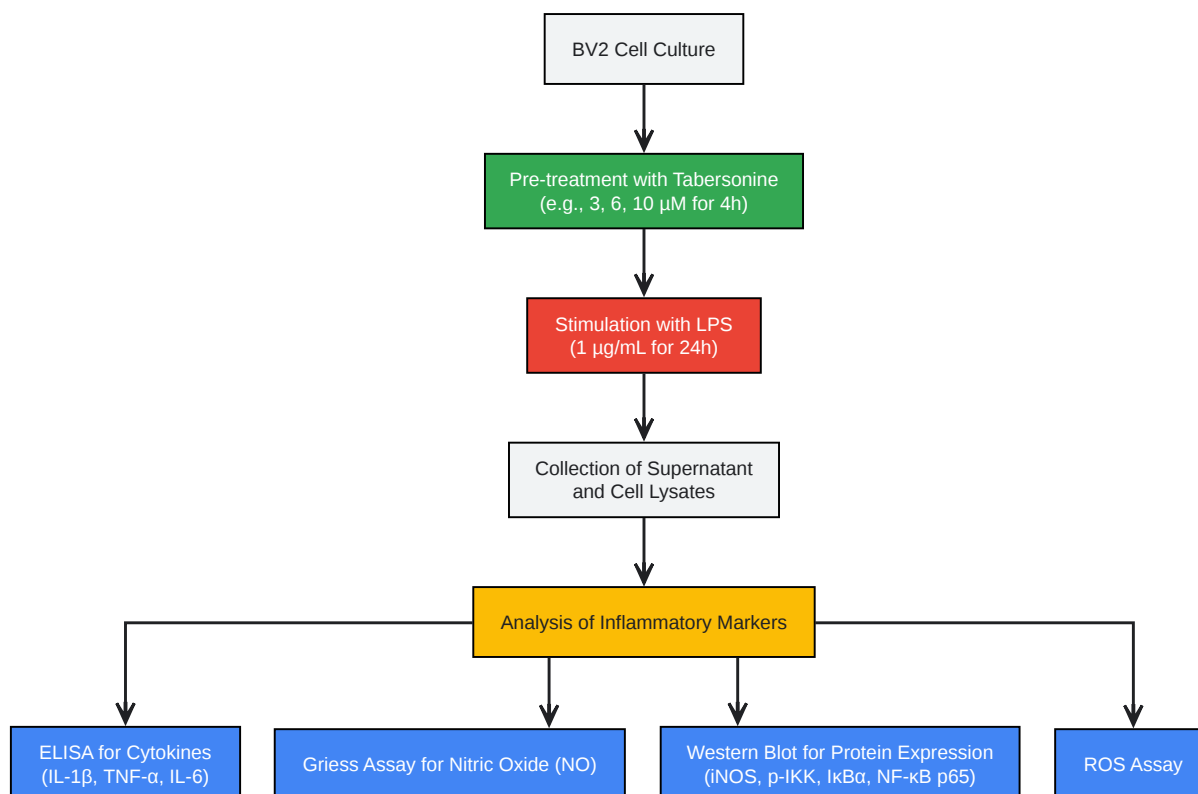 BV2 Cell Culture
Pre-treatment with Tabersonine
(e.g., 3, 6, 10 µM for 4h)
Stimulation with LPS
(1 µg/mL for 24h)
Collection of Supernatant
and Cell Lysates
Analysis of Inflammatory Markers
ELISA for Cytokines
(IL-1β, TNF-α, IL-6)
Griess Assay for Nitric Oxide (NO)
Western Blot for Protein Expression
(iNOS, p-IKK, IκBα, NF-κB p65)
ROS Assay